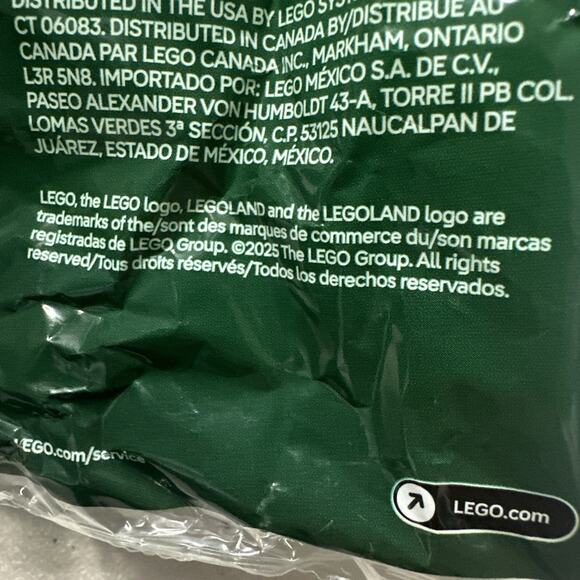 DISTRIBUTED IN THE USA BY LEGO
CT 06083. DISTRIBUTED IN CANADA BY/DISTRIBUÉ AU
CANADA PAR LEGO CANADA INC., MARKHAM, ONTARIO
L3R 5N8. IMPORTADO POR: LEGO MÉXICO S.A. DE C.V.,
PASEO ALEXANDER VON HUMBOLDT 43-A, TORRE II PB COL.
LOMAS VERDES 3ª SECCIÓN, C.P. 53125 NAUCALPAN DE
JUÁREZ, ESTADO DE MÉXICO, MÉXICO.
LEGO, the LEGO logo, LEGOLAND and the LEGOLAND logo are
trademarks of the/sont des marques de commerce du/son marcas
registradas de LEGO Group. ©2025 The LEGO Group. All rights
reserved/Tous droits réservés/Todos los derechos reservados.
LEGO.com/service
LEGO.com